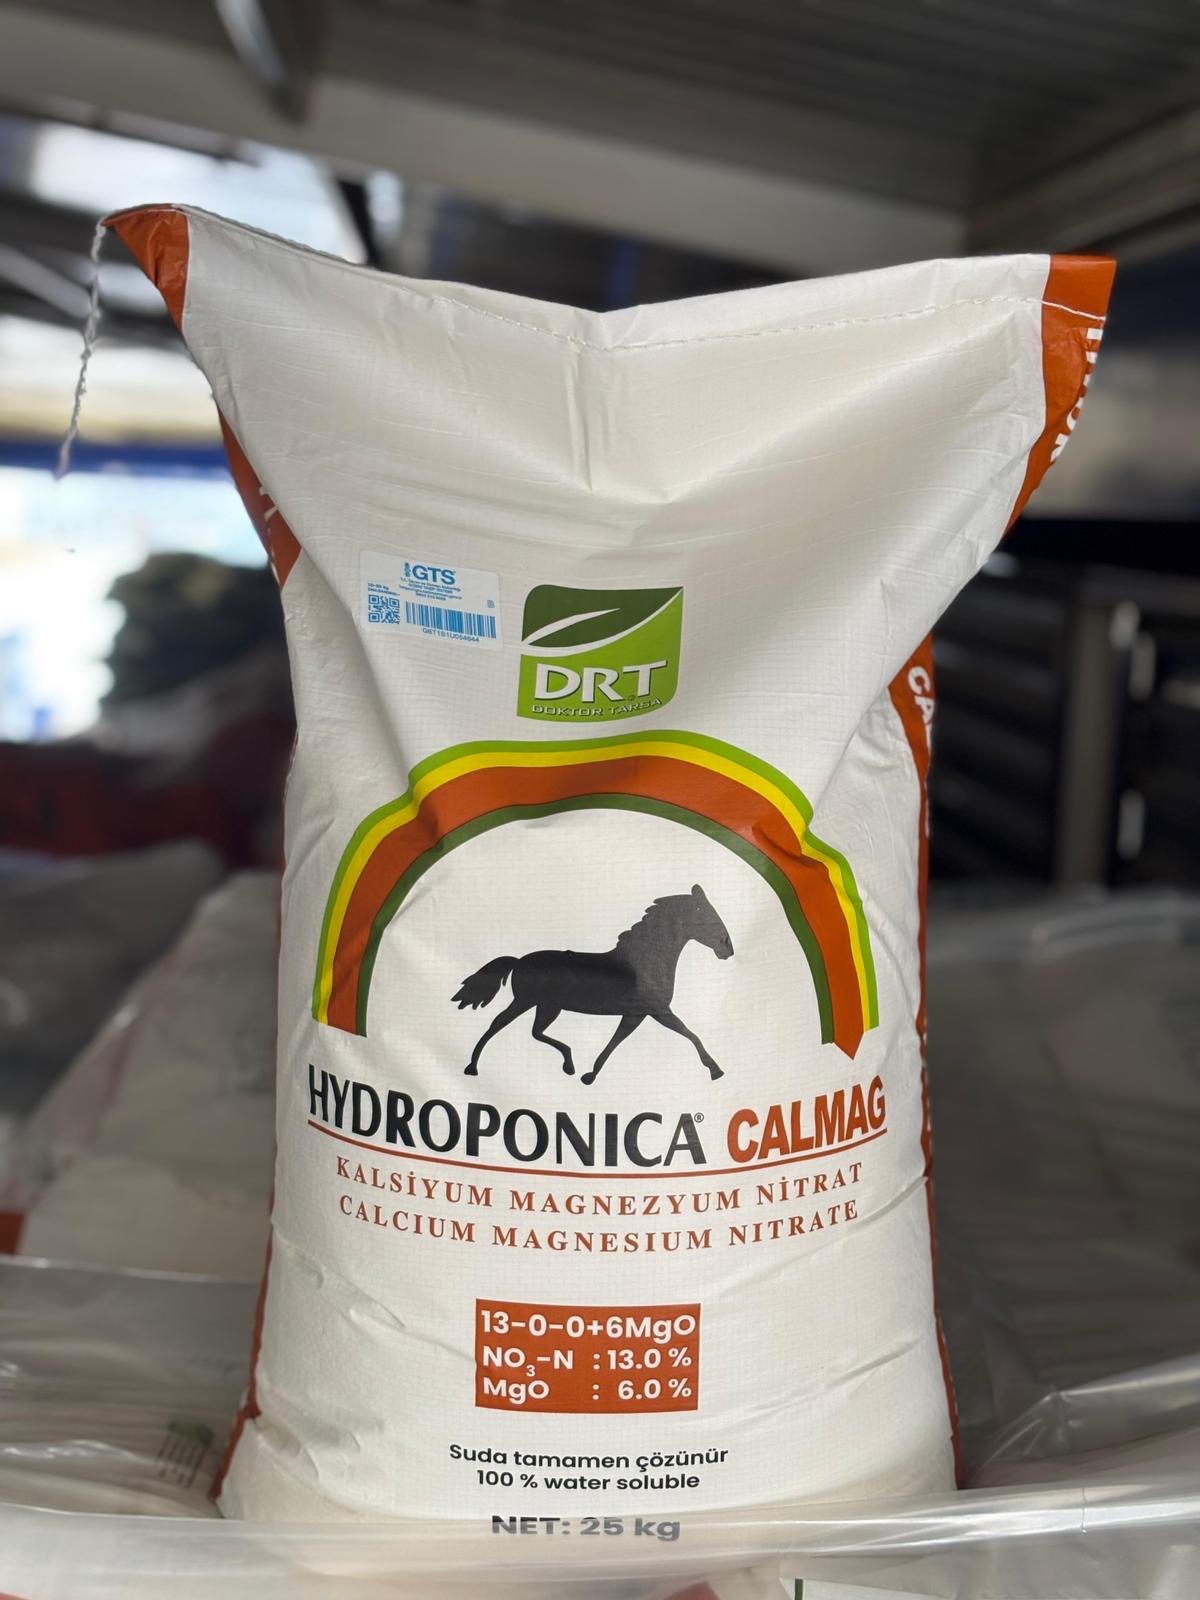 GTS
G6T1S1U054644
DRT
DOKTOR TARSA
HYDROPONICA® CALMAG
KALSİYUM MAGNEZYUM NİTRAT
CALCIUM MAGNESIUM NITRATE
13-0-0+6MgO
NO3-N : 13.0 %
MgO : 6.0 %
Suda tamamen çözünür
100 % water soluble
NET: 25 kg